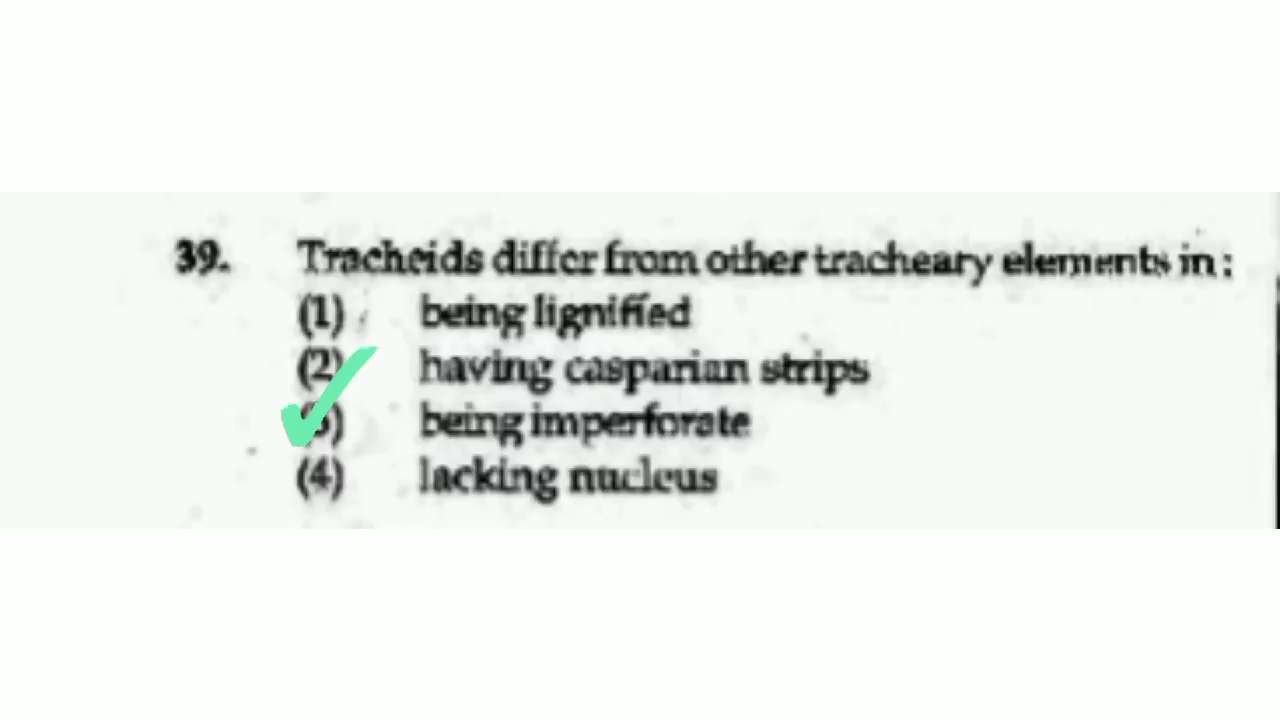 39. Tracheids differ from other tracheary elements in:
(1) being lignified
(2) having casparian strips
(3) being imperforate
(4) lacking nucleus